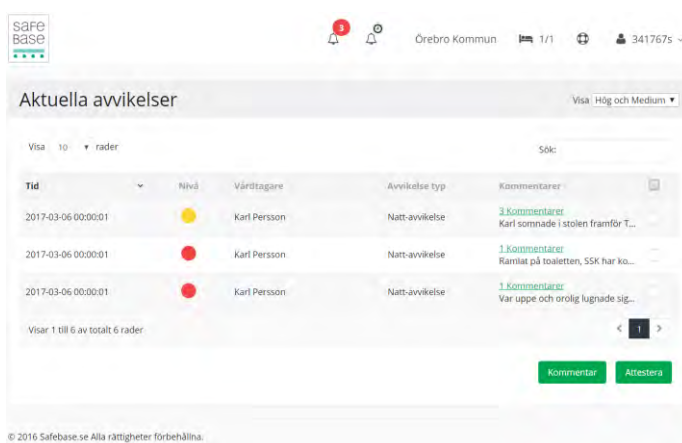 safe
Base
3
Örebro Kommun 1/1 341767s
Aktuella avvikelser
Visa Hög och Medium
Visa 10 rader
Sök:
Tid Nivå Vårdtagare Avvikelse typ Kommentarer
2017-03-06 00:00:01 Karl Persson Natt-avvikelse 3 Kommentarer
Karl somnade i stolen framför T...
2017-03-06 00:00:01 Karl Persson Natt-avvikelse 1 Kommentarer
Ramlat på toaletten, SSK har ko...
2017-03-06 00:00:01 Karl Persson Natt-avvikelse 1 Kommentarer
Var uppe och orolig lugnade sig...
Visar 1 till 6 av totalt 6 rader
< 1 >
Kommentar Attestera
© 2016 Safebase.se Alla rättigheter förbehållna.